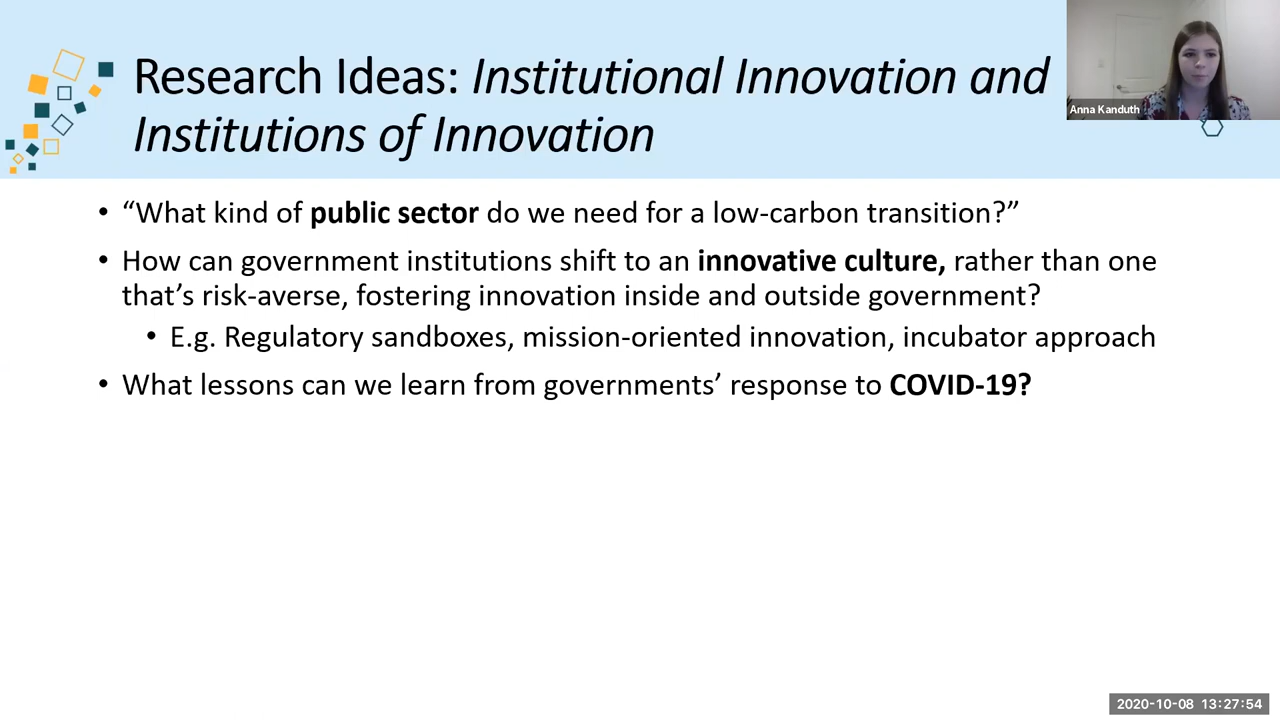 Research Ideas: Institutional Innovation and
Institutions of Innovation
Anna Kanduth
• “What kind of public sector do we need for a low-carbon transition?”
• How can government institutions shift to an innovative culture, rather than one
that’s risk-averse, fostering innovation inside and outside government?
• E.g. Regulatory sandboxes, mission-oriented innovation, incubator approach
• What lessons can we learn from governments’ response to COVID-19?
2020-10-08 13:27:54